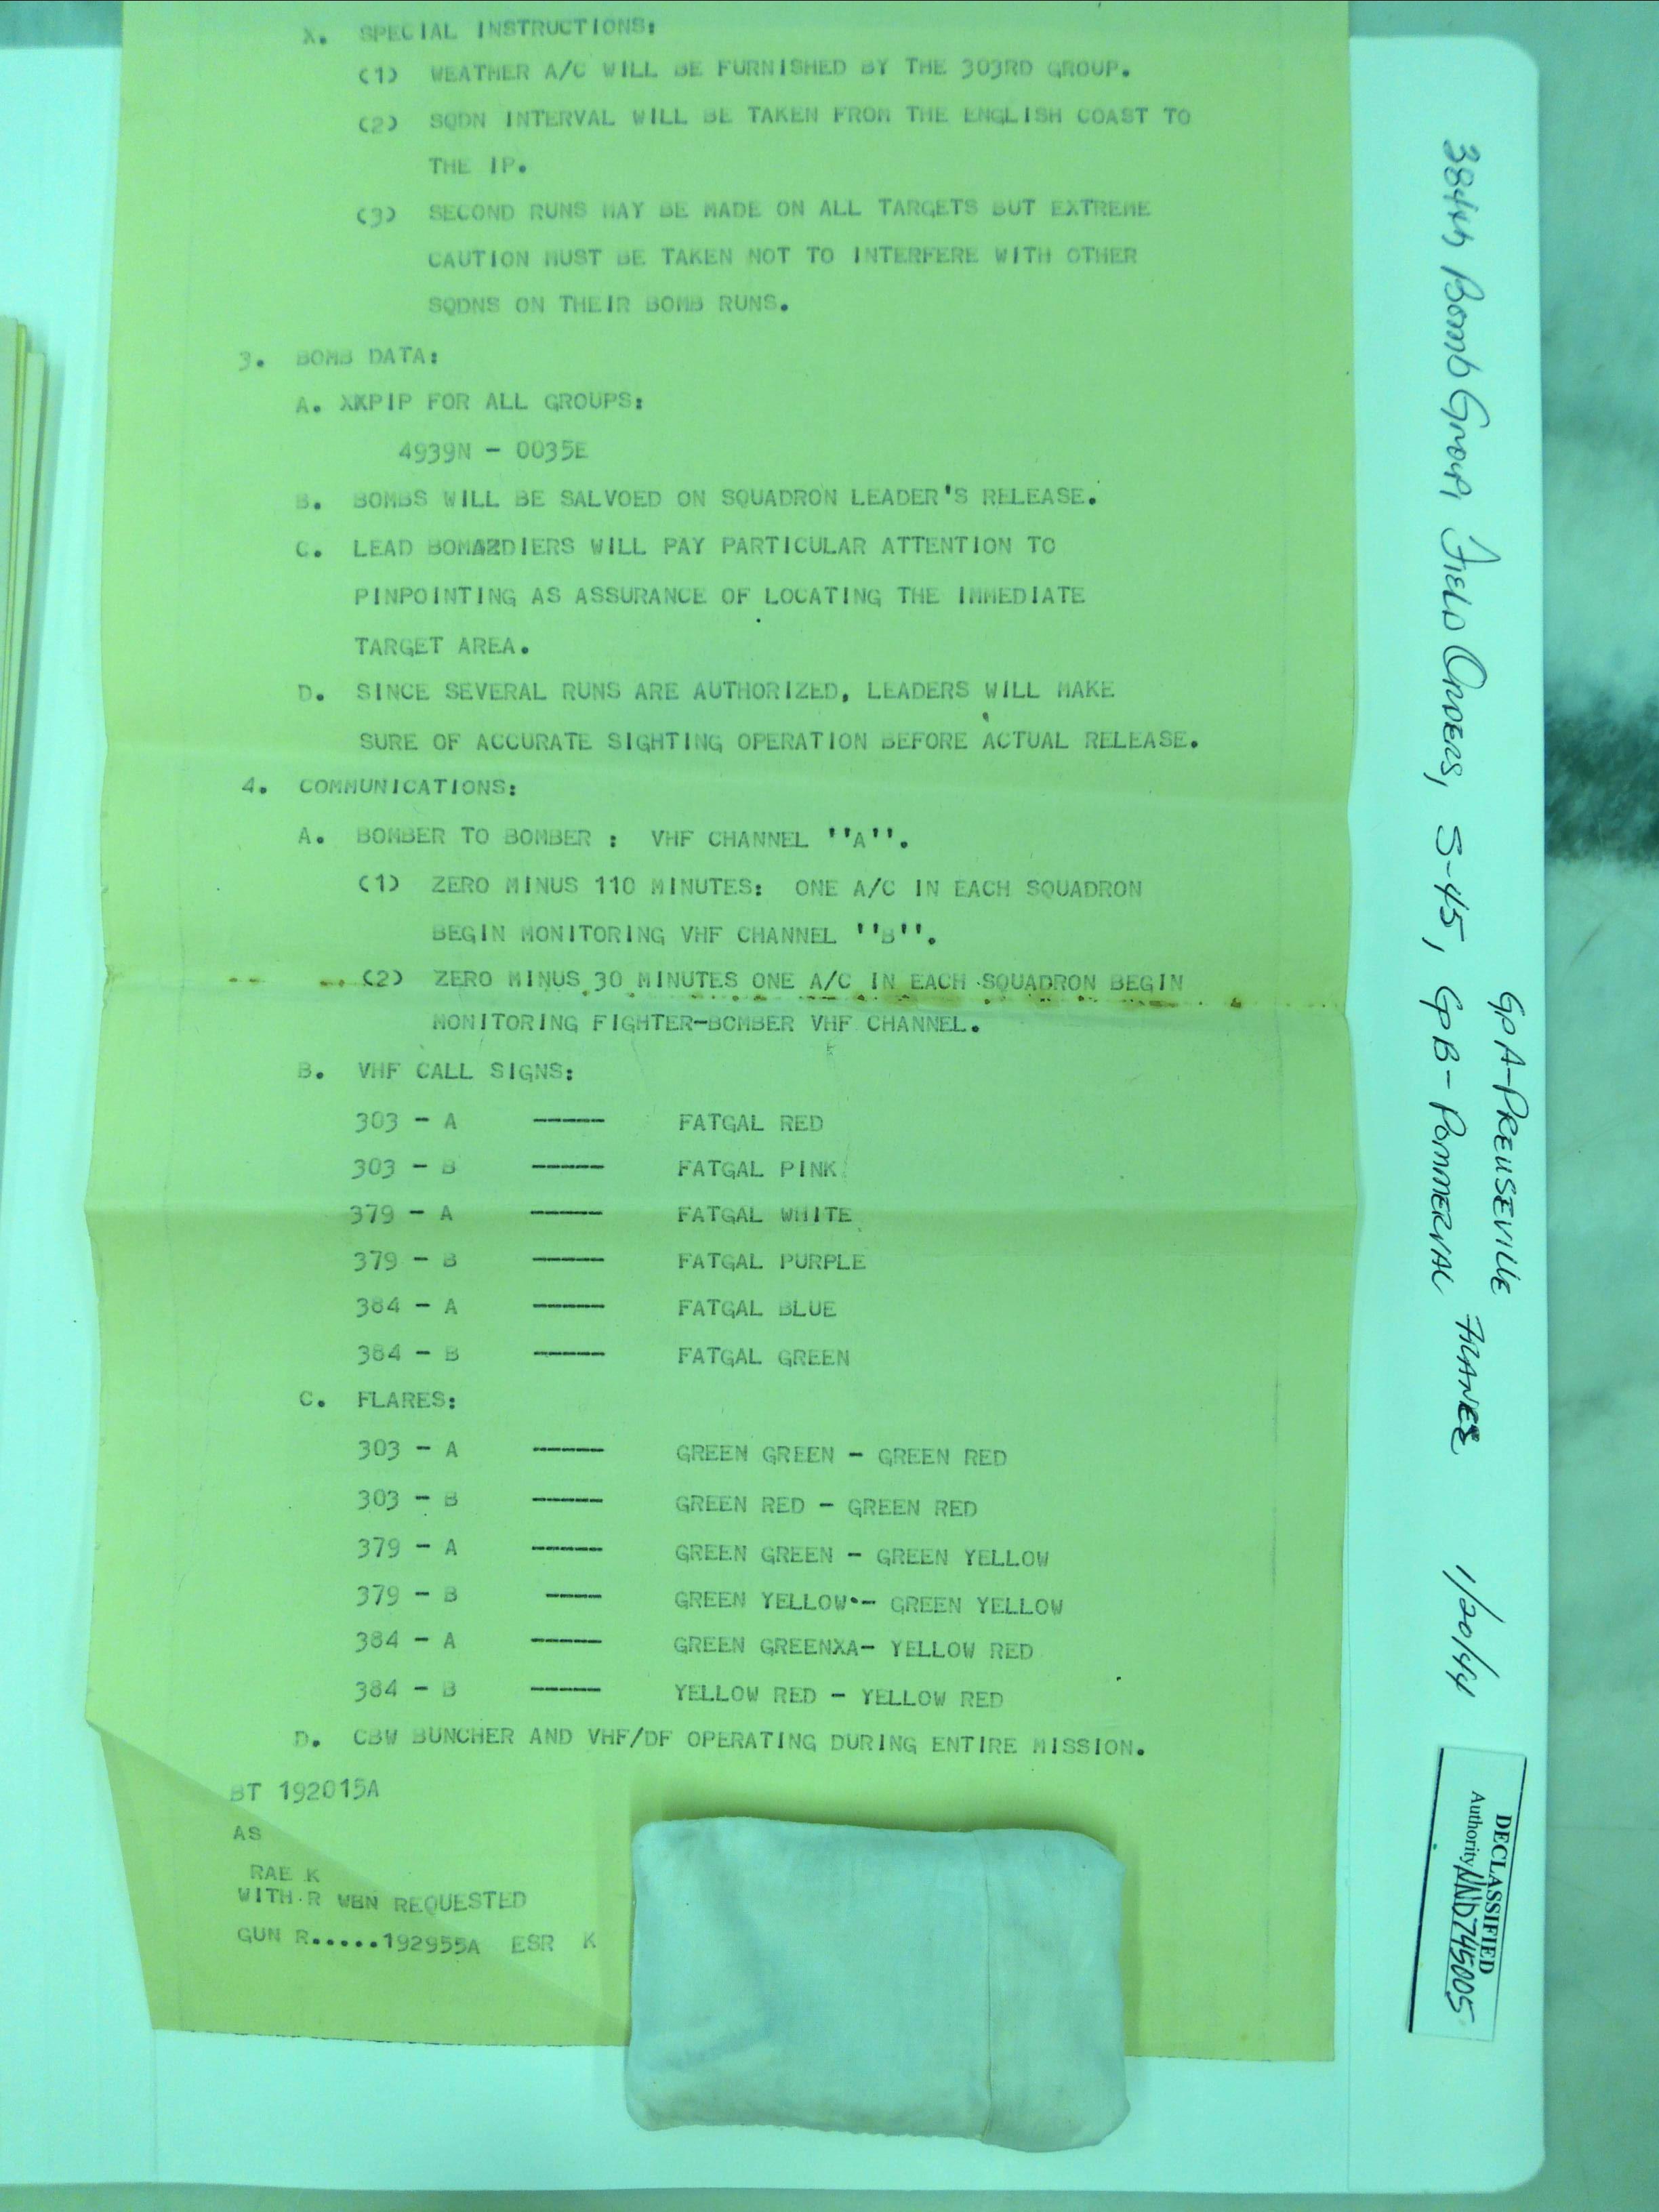 X. SPECIAL INSTRUCTIONS:
(1) WEATHER A/C WILL BE FURNISHED BY THE 303RD GROUP.
(2) SQDN INTERVAL WILL BE TAKEN FROM THE ENGLISH COAST TO
THE IP.
(3) SECOND RUNS MAY BE MADE ON ALL TARGETS BUT EXTREME
CAUTION MUST BE TAKEN NOT TO INTERFERE WITH OTHER
SQDNS ON THEIR BOMB RUNS.
3. BOMB DATA:
A. XXPIP FOR ALL GROUPS:
4939N - 0035E
B. BOMBS WILL BE SALVOED ON SQUADRON LEADER'S RELEASE.
C. LEAD BOMARDIERS WILL PAY PARTICULAR ATTENTION TO
PINPOINTING AS ASSURANCE OF LOCATING THE IMMEDIATE
TARGET AREA.
D. SINCE SEVERAL RUNS ARE AUTHORIZED, LEADERS WILL MAKE
SURE OF ACCURATE SIGHTING OPERATION BEFORE ACTUAL RELEASE.
4. COMMUNICATIONS:
A. BOMBER TO BOMBER : VHF CHANNEL ''A''.
(1) ZERO MINUS 110 MINUTES: ONE A/C IN EACH SQUADRON
BEGIN MONITORING VHF CHANNEL ''B''.
(2) ZERO MINUS 30 MINUTES ONE A/C IN EACH SQUADRON BEGIN
MONITORING FIGHTER-BOMBER VHF CHANNEL.
B. VHF CALL SIGNS:
303 - A ----- FATGAL RED
303 - B ----- FATGAL PINK
379 - A ----- FATGAL WHITE
379 - B ----- FATGAL PURPLE
384 - A ----- FATGAL BLUE
384 - B ----- FATGAL GREEN
C. FLARES:
303 - A ----- GREEN GREEN - GREEN RED
303 - B ----- GREEN RED - GREEN RED
379 - A ----- GREEN GREEN - GREEN YELLOW
379 - B ---- GREEN YELLOW - GREEN YELLOW
384 - A ----- GREEN GREENXA- YELLOW RED
384 - B ----- YELLOW RED - YELLOW RED
D. CBW BUNCHER AND VHF/DF OPERATING DURING ENTIRE MISSION.
BT 192015A
AS
RAE K
WITH R WBN REQUESTED
GUN R.....192955A ESR K
384th Bomb Group, Field Orders, S-45, GpB- Pommerval 1/20/44
GpA-Preuseville
DECLASSIFIED
Authority NND745005